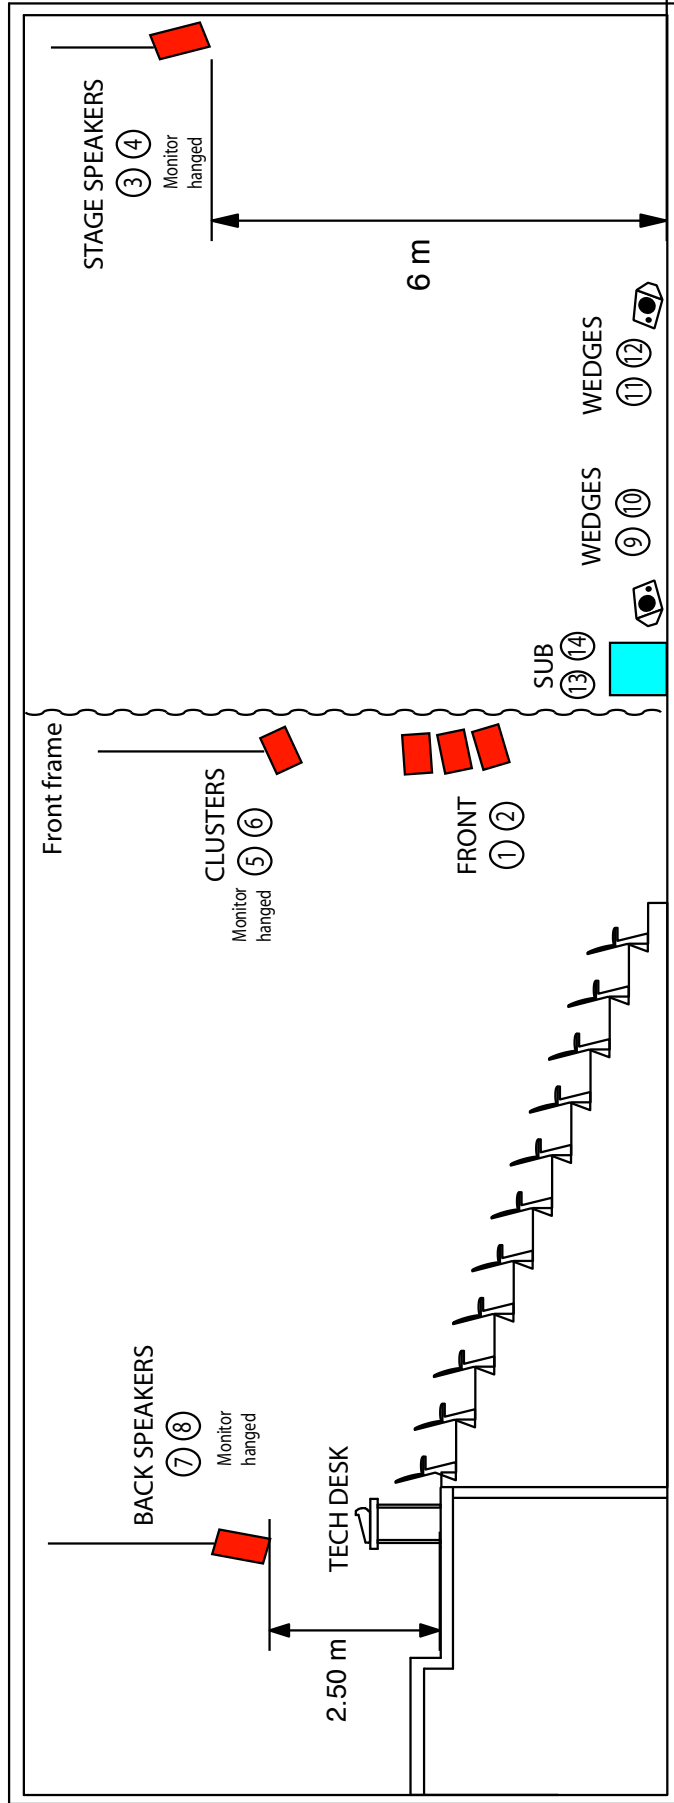 BACK SPEAKERS
7 8
Monitor
hanged
2.50 m
TECH DESK
Front frame
CLUSTERS
Monitor
hanged
5 6
FRONT
1 2
STAGE SPEAKERS
3 4
Monitor
hanged
6 m
SUB
13 14
WEDGES
9 10
WEDGES
11 12